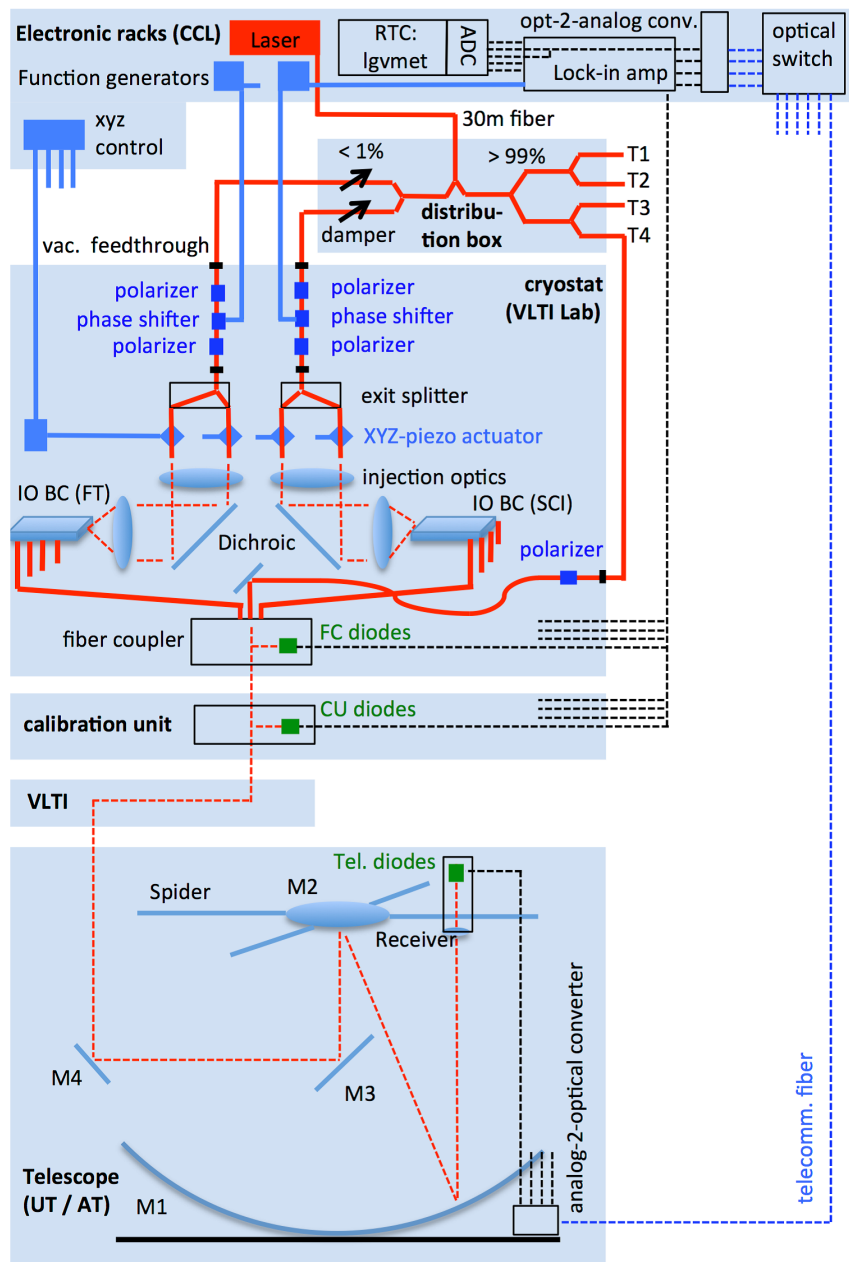 Electronic racks (CCL)
Laser
RTC:
lgvmet
ADC
opt-2-analog conv.
Lock-in amp
optical
switch
Function generators
xyz
control
30m fiber
< 1%
> 99%
T1
T2
T3
T4
damper
distribu-
tion box
vac. feedthrough
cryostat
(VLTI Lab)
polarizer
phase shifter
polarizer
polarizer
phase shifter
polarizer
exit splitter
XYZ-piezo actuator
injection optics
IO BC (FT)
IO BC (SCI)
Dichroic
polarizer
fiber coupler
FC diodes
calibration unit
CU diodes
VLTI
Tel. diodes
Spider
M2
Receiver
M4
M3
analog-2-optical converter
telecomm. fiber
Telescope
(UT / AT)
M1